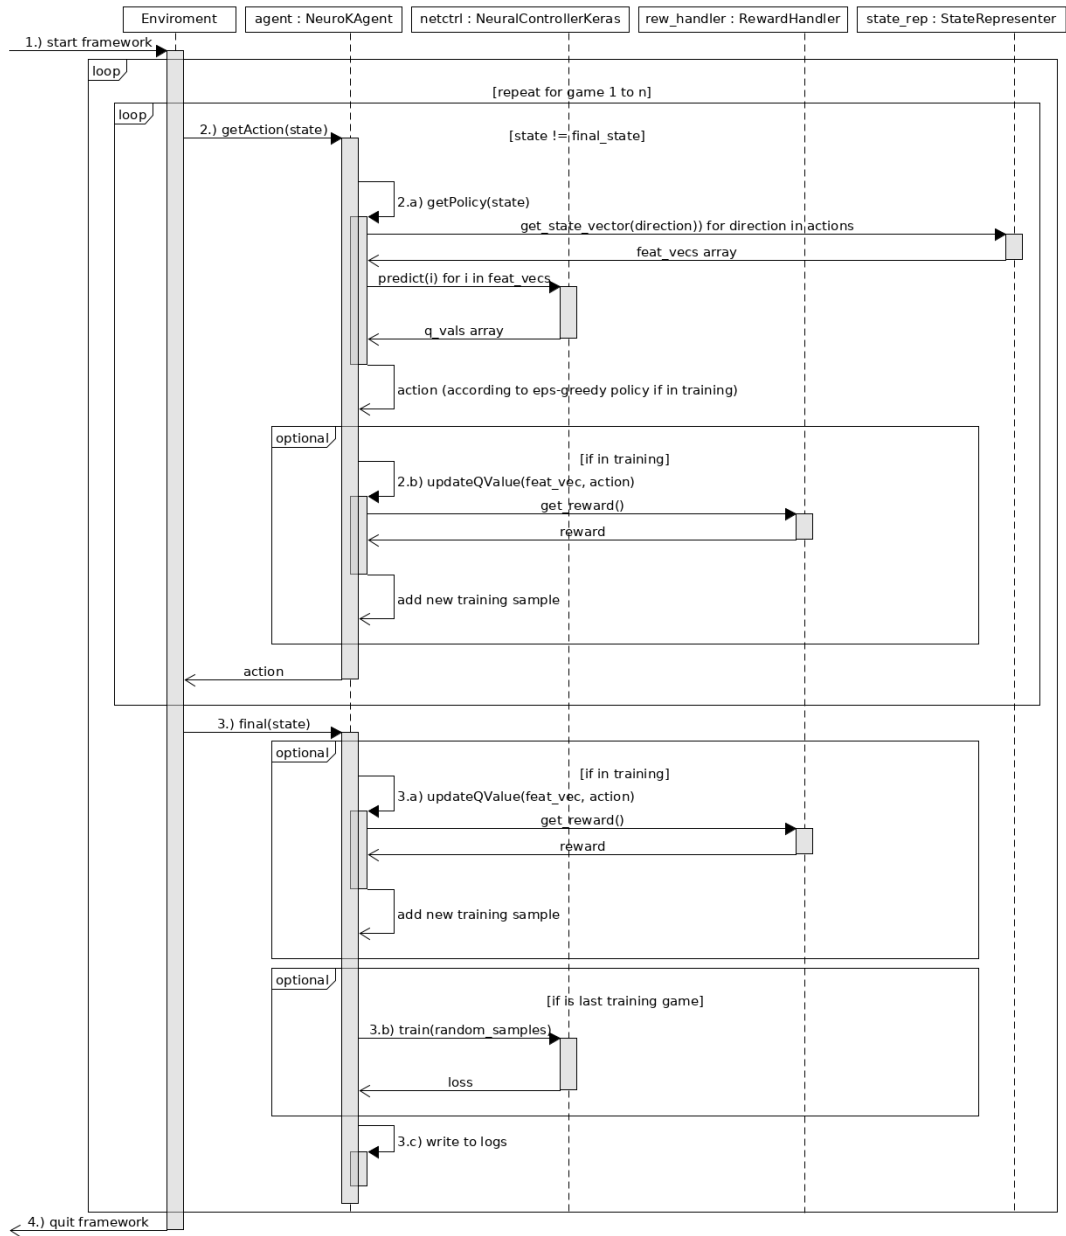 Enviroment
agent : NeuroKAgent
netctrl : NeuralControllerKeras
rew_handler : RewardHandler
state_rep : StateRepresenter
1.) start framework
loop
[repeat for game 1 to n]
loop
2.) getAction(state)
[state != final_state]
2.a) getPolicy(state)
get_state_vector(direction)) for direction in actions
feat_vecs array
predict(i) for i in feat_vecs
q_vals array
action (according to eps-greedy policy if in training)
optional
[if in training]
2.b) updateQValue(feat_vec, action)
get_reward()
reward
add new training sample
action
3.) final(state)
optional
[if in training]
3.a) updateQValue(feat_vec, action)
get_reward()
reward
add new training sample
optional
[if is last training game]
3.b) train(random_samples)
loss
3.c) write to logs
4.) quit framework